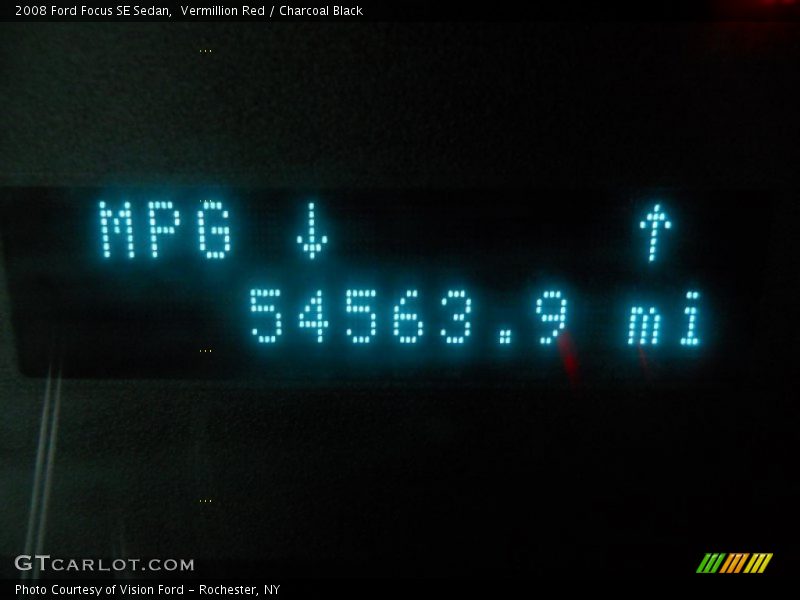 2008 Ford Focus SE Sedan,  Vermillion Red / Charcoal Black
MPG ↓ ↑
54563.9 mi
GTCARLOT.COM
Photo Courtesy of Vision Ford - Rochester, NY